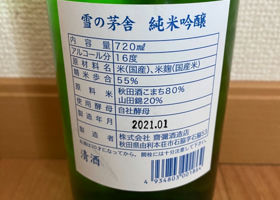 雪の茅舎 純米吟醸
内容量 720ml
アルコール分 16度
原材料名 米(国産)、米麹(国産米)
精米歩合 55%
原料米 秋田酒こまち80%
山田錦20%
使用酵母 自社酵母
製造年月 2021.01
製造者 株式会社 齋彌酒造店
秋田県由利本荘市石脇字石脇53
清酒
4 954803 001884